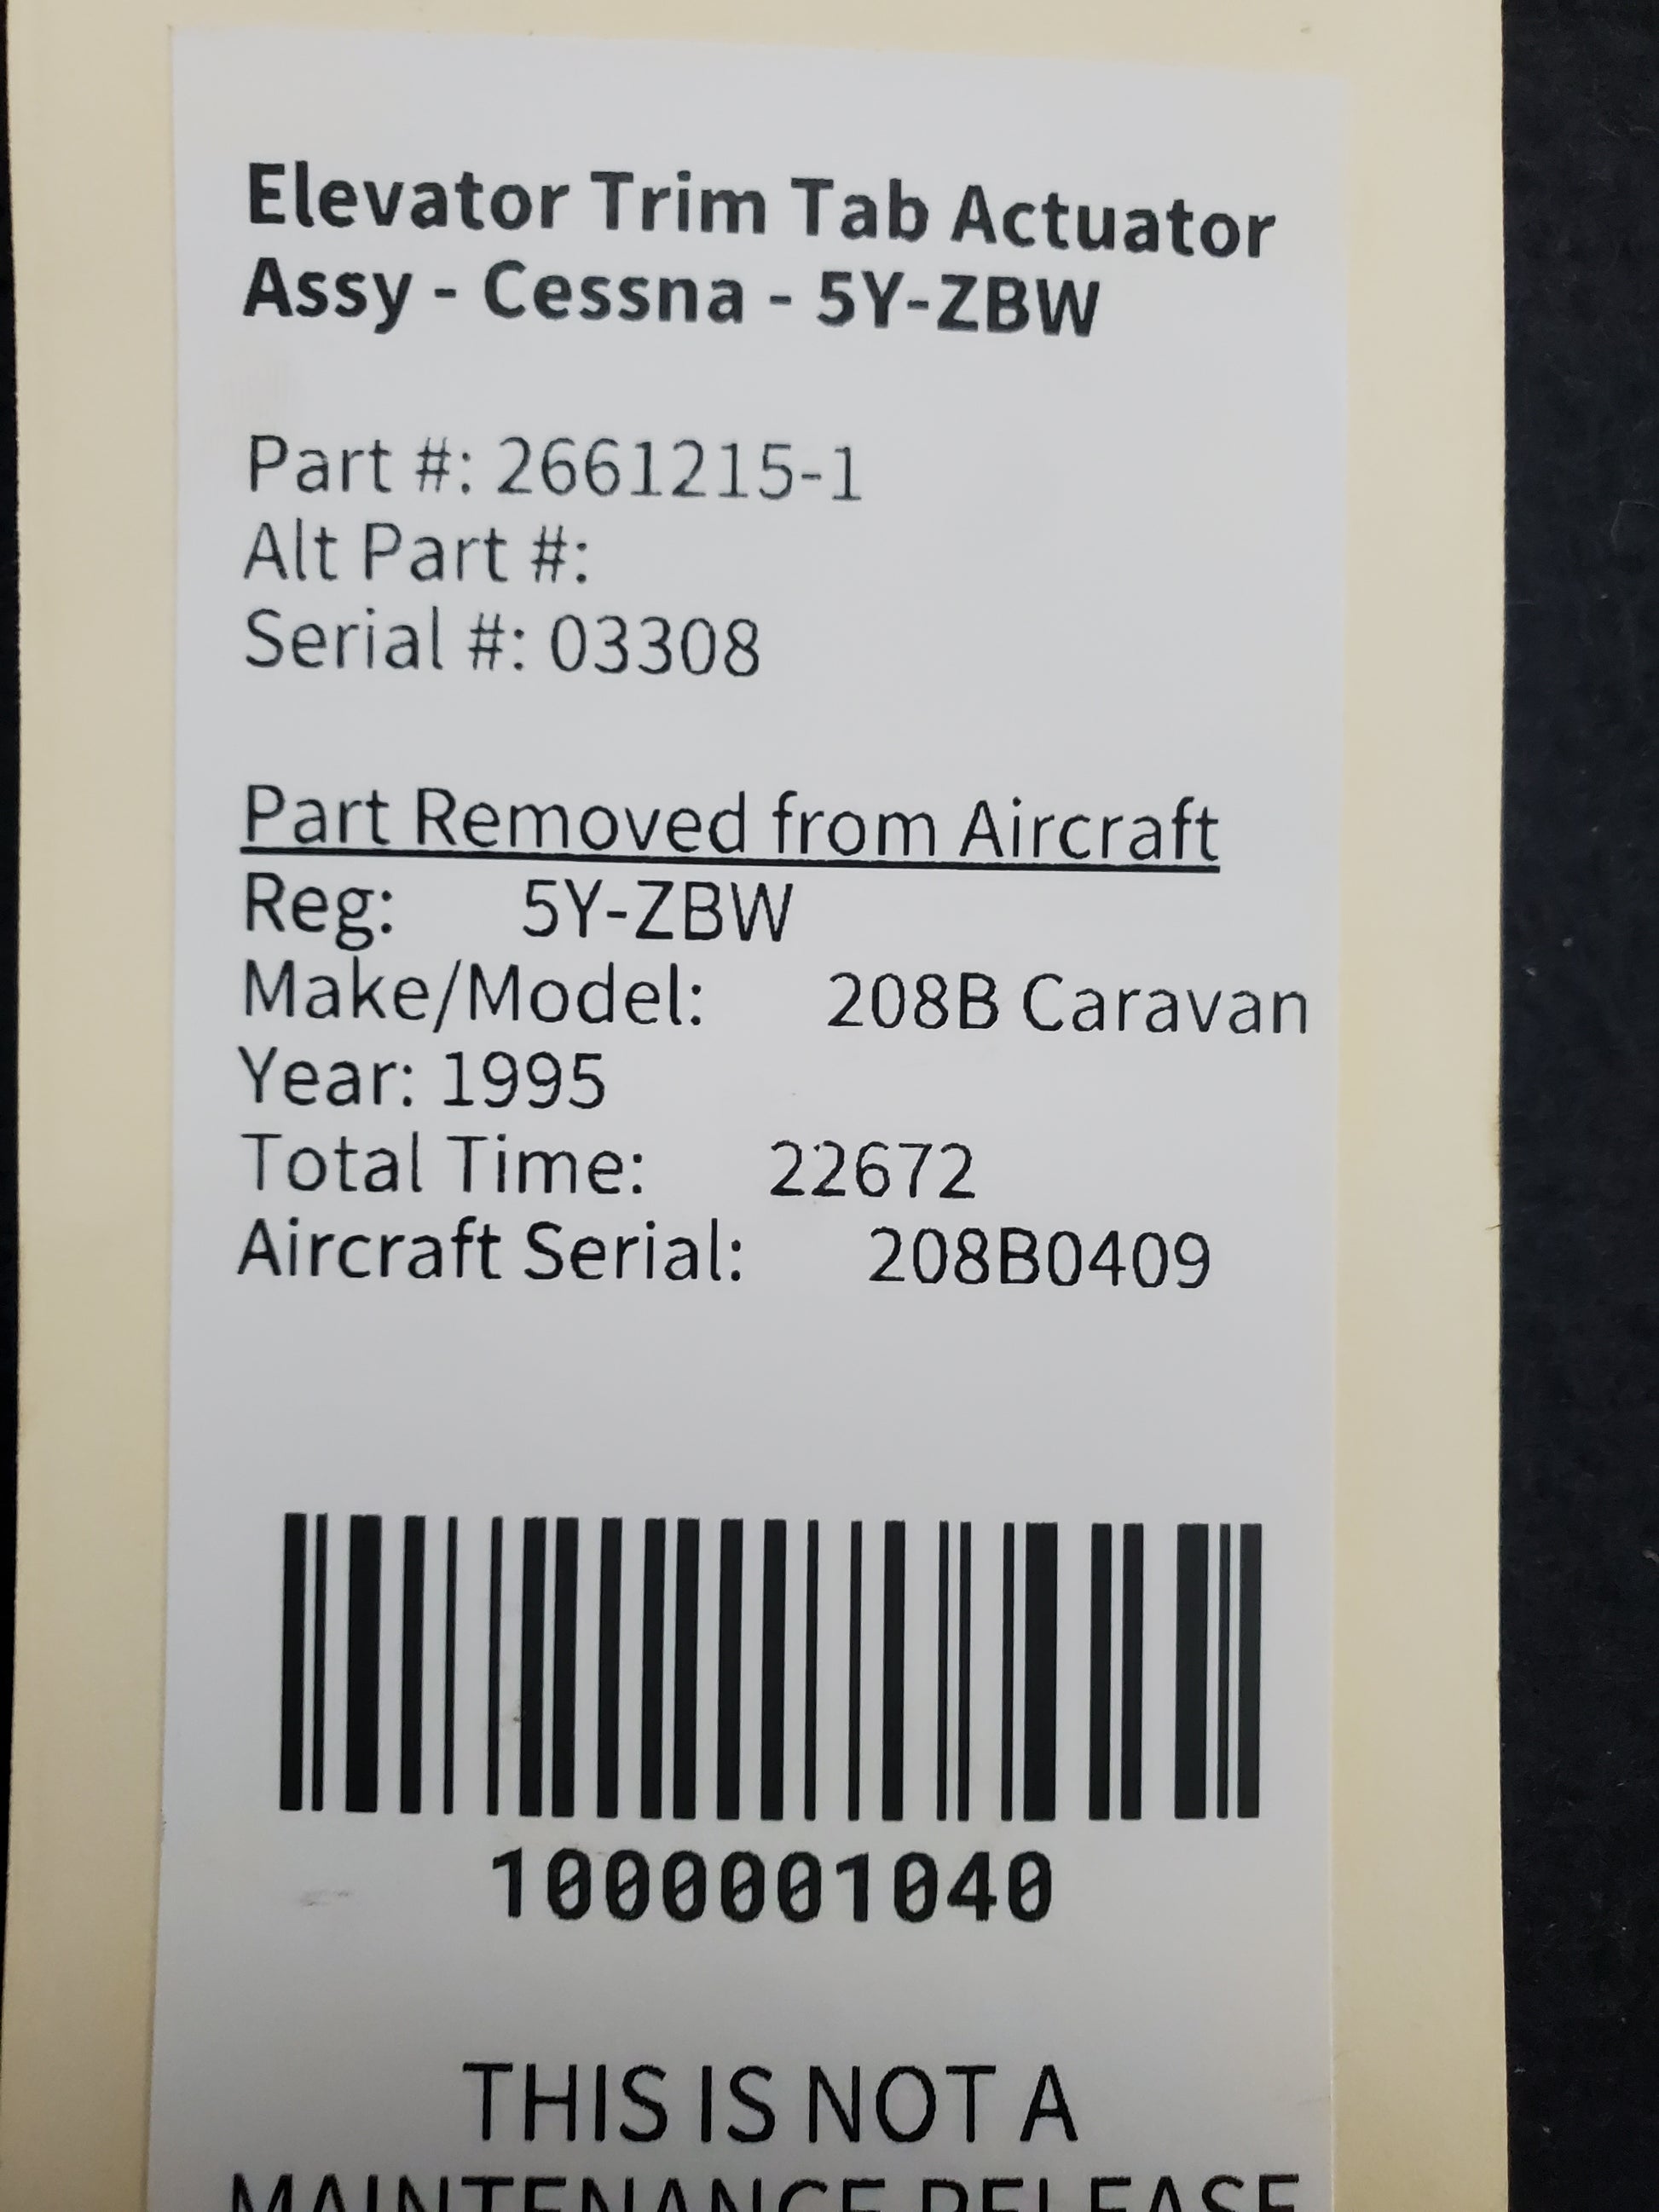 Elevator Trim Tab Actuator
Assy - Cessna - 5Y-ZBW
Part #: 2661215-1
Alt Part #:
Serial #: 03308
Part Removed from Aircraft
Reg: 5Y-ZBW
Make/Model: 208B Caravan
Year: 1995
Total Time: 22672
Aircraft Serial: 208B0409
1000001040
THIS IS NOT A
MAINTENANCE RELEASE